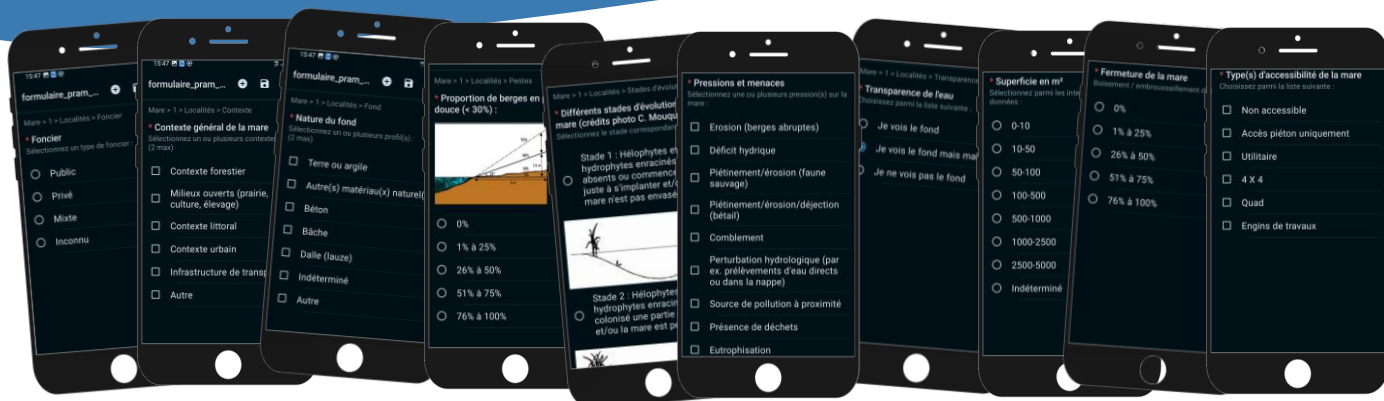 15:47
formulaire_pram_...
Mare > 1 > Localités > Foncier
* Foncier
Sélectionnez un type de foncier :
Public
Privé
Mixte
Inconnu
15:47
formulaire_pram_...
Mare > 1 > Localités > Contexte
* Contexte général de la mare
Sélectionnez un ou plusieurs contexte
(2 max)
Contexte forestier
Milieux ouverts (prairie,
culture, élevage)
Contexte littoral
Contexte urbain
Infrastructure de transp
Autre
15:47
formulaire_pram_...
Mare > 1 > Localités > Fond
* Nature du fond
Sélectionnez un ou plusieurs profil(s) :
(2 max)
Terre ou argile
Autre(s) matériau(x) naturel(
Béton
Bâche
Dalle (lauze)
Indéterminé
Autre
Mare > 1 > Localités > Pentes
* Proportion de berges en p
douce (< 30%) :
0%
1% à 25%
26% à 50%
51% à 75%
76% à 100%
Mare > 1 > Localités > Stades d'évolu
* Différents stades d'évolution
mare (crédits photo C. Mouqu
Sélectionnez le stade correspondan
Stade 1 : Hélophytes et
hydrophytes enracinés
absents ou commence
juste à s'implanter et/o
mare n'est pas envasé
Stade 2 : Hélophytes
hydrophytes enracin
colonisé une partie
et/ou la mare est pe
* Pressions et menaces
Sélectionnez une ou plusieurs pression(s) sur la
mare :
Erosion (berges abruptes)
Déficit hydrique
Piétinement/érosion (faune
sauvage)
Piétinement/érosion/déjection
(bétail)
Comblement
Perturbation hydrologique (par
ex. prélèvements d'eau directs
ou dans la nappe)
Source de pollution à proximité
Présence de déchets
Eutrophisation
Mare > 1 > Localités > Transparence
* Transparence de l'eau
Choisissez parmi la liste suivante :
Je vois le fond
Je vois le fond mais ma
Je ne vois pas le fond
* Superficie en m²
Sélectionnez parmi les inte
données :
0-10
10-50
50-100
100-500
500-1000
1000-2500
2500-5000
Indéterminé
* Fermeture de la mare
Boisement / embroussaillement d
0%
1% à 25%
26% à 50%
51% à 75%
76% à 100%
* Type(s) d'accessibilité de la mare
Choisissez parmi la liste suivante :
Non accessible
Accès piéton uniquement
Utilitaire
4 X 4
Quad
Engins de travaux